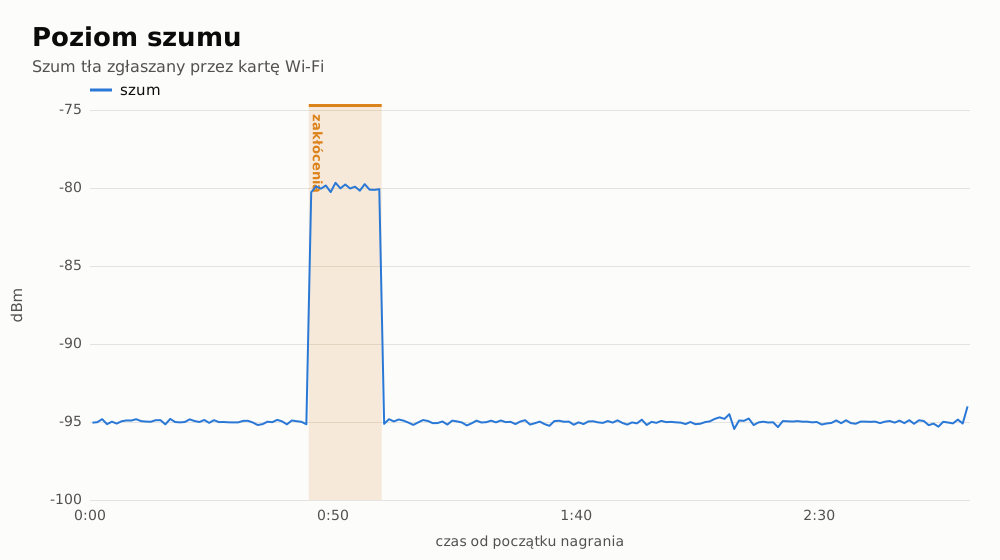 Poziom szumu
Szum tła zgłaszany przez kartę Wi-Fi
szum
zakłócenie
dBm
-75
-80
-85
-90
-95
-100
0:00
0:50
1:40
2:30
czas od początku nagrania